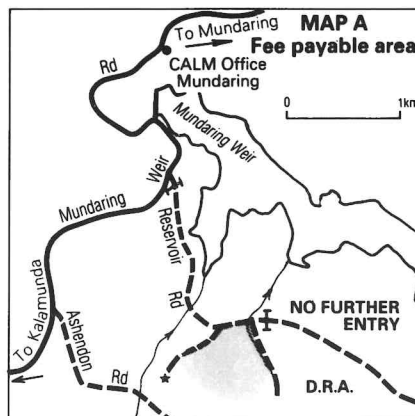 MAP A
Fee payable area
To Mundaring
CALM Office
Mundaring
Rd
0 1km
Mundaring Weir
Weir
Mundaring
Reservoir
Rd
To Kalamunda
Ashendon
Rd
NO FURTHER
ENTRY
D.R.A.